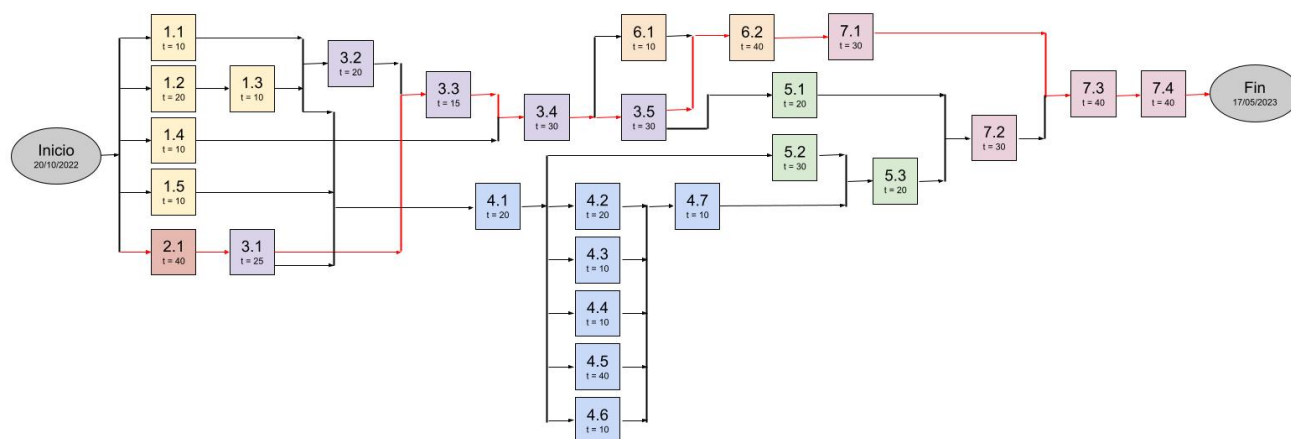 Inicio
20/10/2022
1.1
t = 10
1.2
t = 20
1.3
t = 10
1.4
t = 10
1.5
t = 10
2.1
t = 40
3.1
t = 25
3.2
t = 20
3.3
t = 15
3.4
t = 30
6.1
t = 10
3.5
t = 30
6.2
t = 40
7.1
t = 30
5.1
t = 20
5.2
t = 30
5.3
t = 20
4.1
t = 20
4.2
t = 20
4.3
t = 10
4.4
t = 10
4.5
t = 40
4.6
t = 10
4.7
t = 10
7.2
t = 30
7.3
t = 40
7.4
t = 40
Fin
17/05/2023